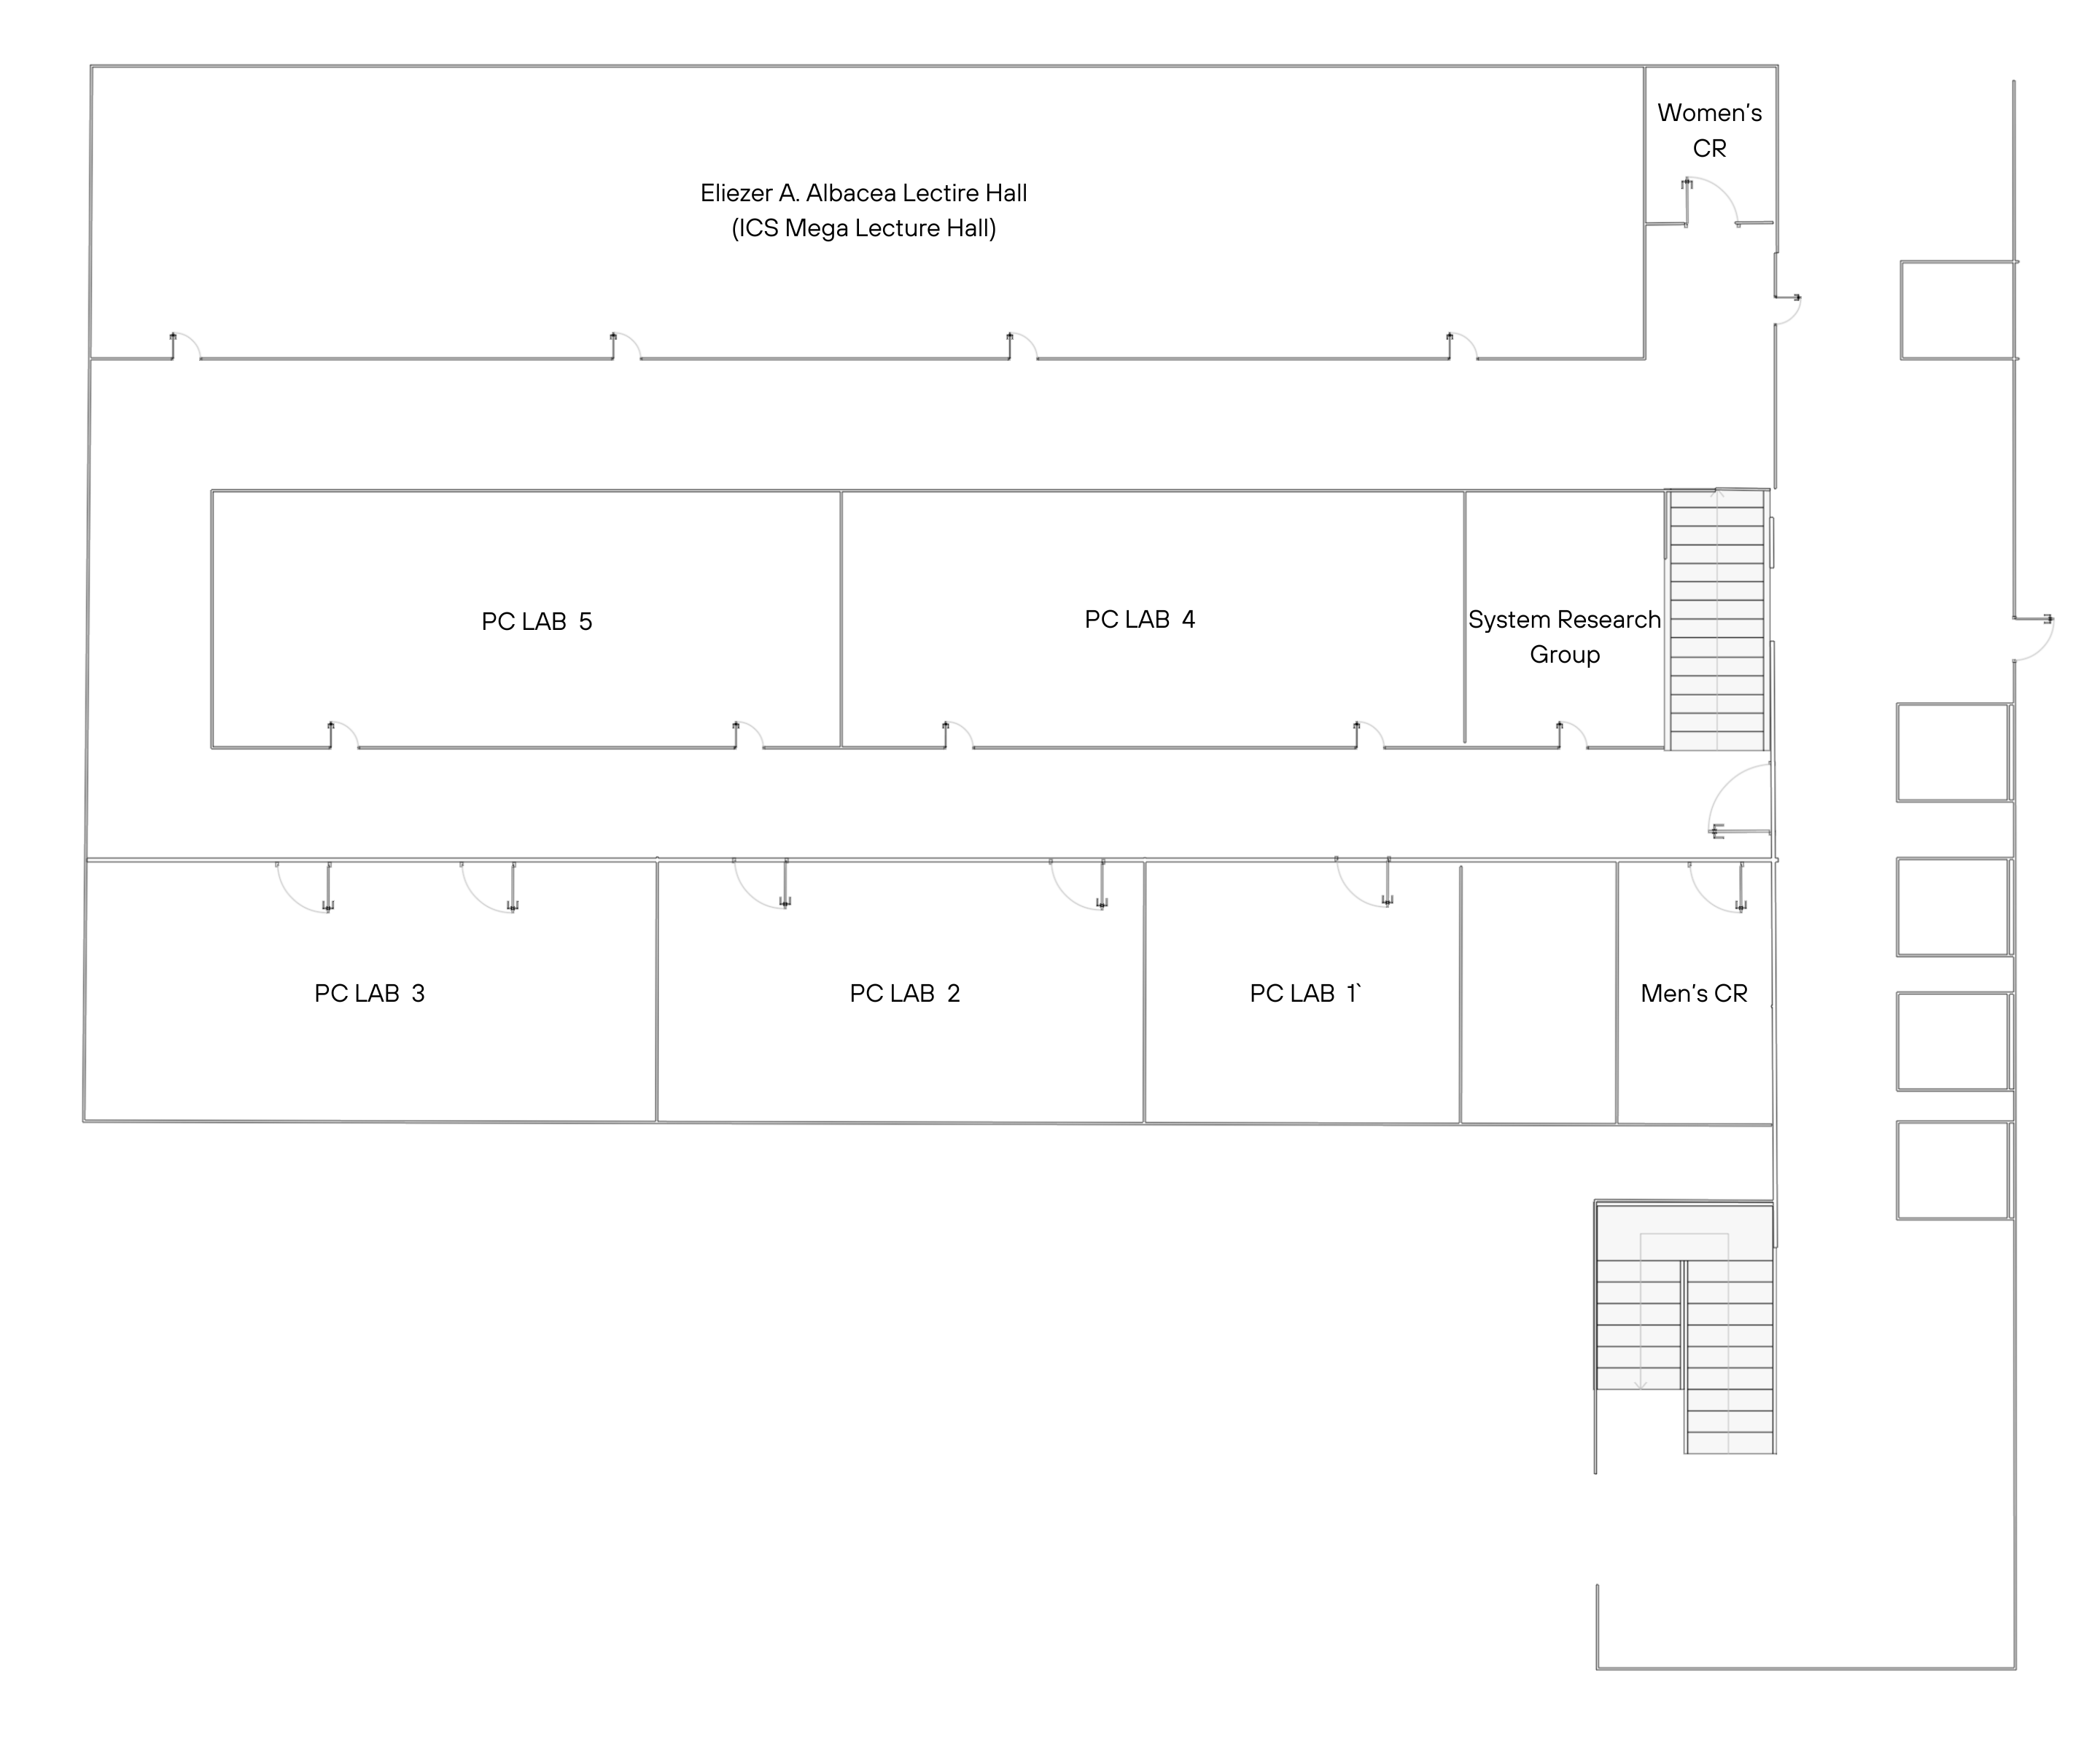 Women's
CR
Eliezer A. Albacea Lectire Hall
(ICS Mega Lecture Hall)
PC LAB 5
PC LAB 4
System Research
Group
PC LAB 3
PC LAB 2
PC LAB 1`
Men's CR